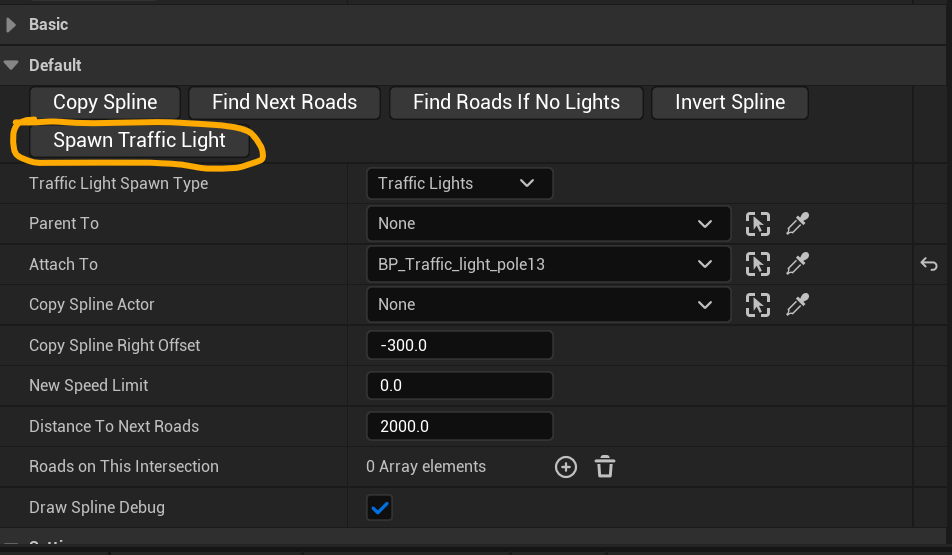 Basic
Default
Copy Spline Find Next Roads Find Roads If No Lights Invert Spline
Spawn Traffic Light
Traffic Light Spawn Type Traffic Lights
Parent To None
Attach To BP_Traffic_light_pole13
Copy Spline Actor None
Copy Spline Right Offset -300.0
New Speed Limit 0.0
Distance To Next Roads 2000.0
Roads on This Intersection 0 Array elements
Draw Spline Debug